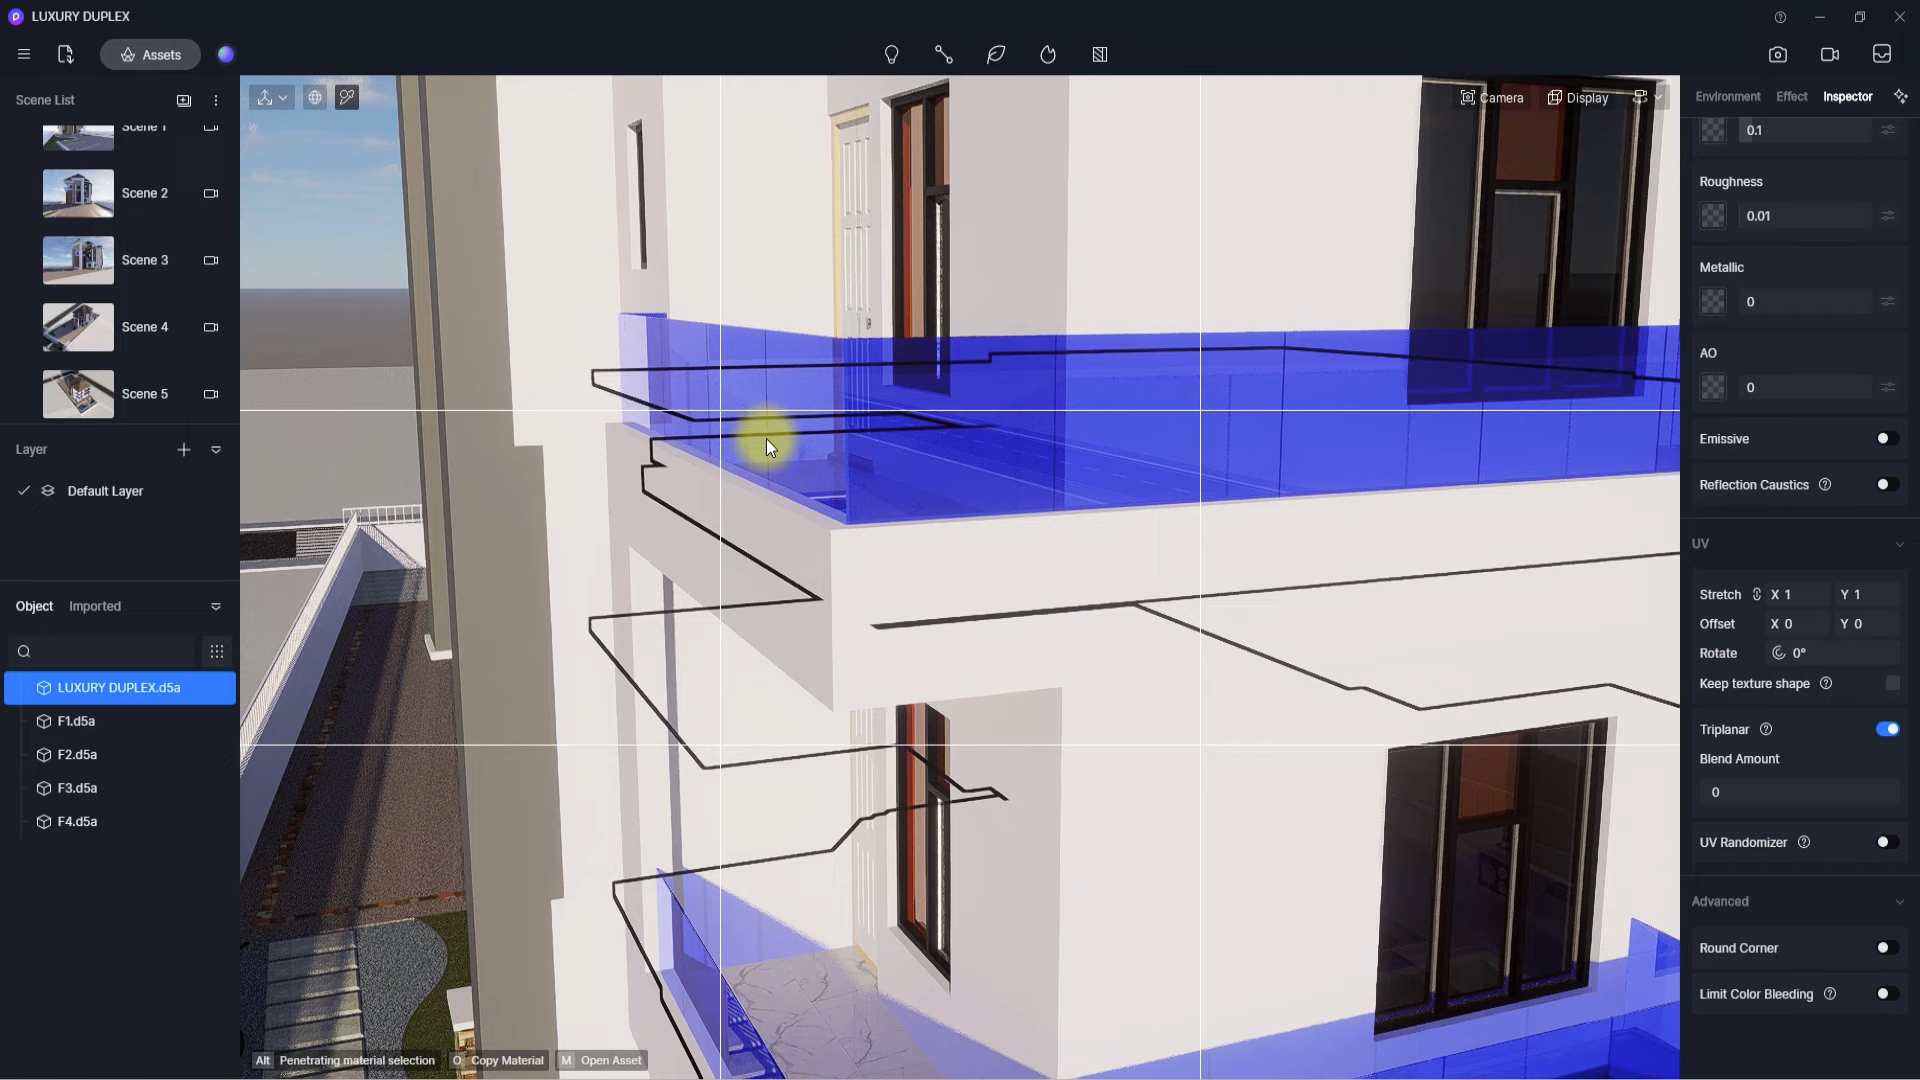 LUXURY DUPLEX
Assets
Scene List
Scene 1
Scene 2
Scene 3
Scene 4
Scene 5
Layer
Default Layer
Object Imported
LUXURY DUPLEX.d5a
F1.d5a
F2.d5a
F3.d5a
F4.d5a
Camera Display
Alt Penetrating material selection O Copy Material M Open Asset
Environment Effect Inspector
0.1
Roughness
0.01
Metallic
0
AO
0
Emissive
Reflection Caustics
UV
Stretch X 1 Y 1
Offset X 0 Y 0
Rotate 0°
Keep texture shape
Triplanar
Blend Amount
0
UV Randomizer
Advanced
Round Corner
Limit Color Bleeding